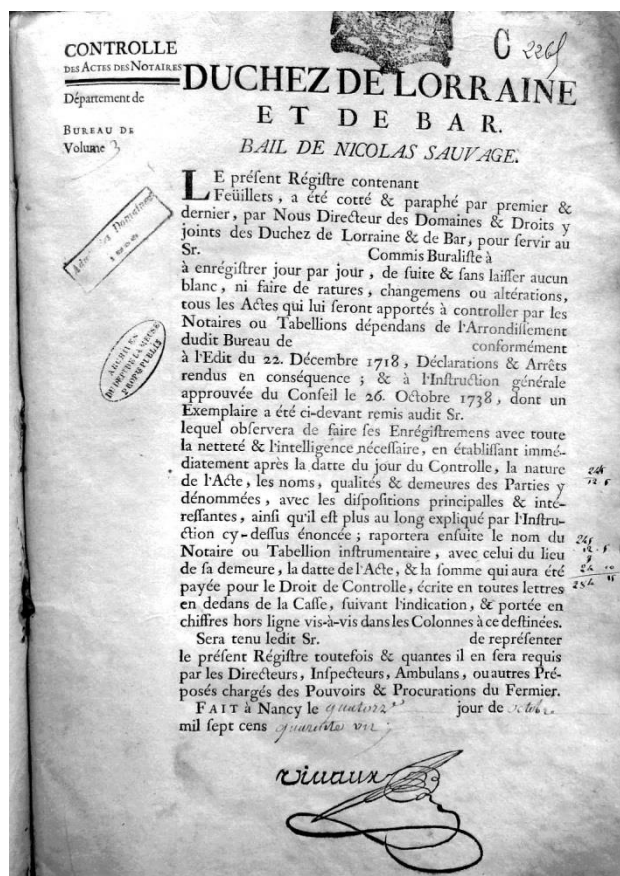 CONTROLLE
DES ACTES DES NOTAIRES
Département de
BUREAU DE
Volume 3
C 2265
DUCHEZ DE LORRAINE
ET DE BAR.
BAIL DE NICOLAS SAUVAGE.
LE préſent Régiſtre contenant
Feüillets, a été cotté & paraphé par premier &
dernier, par Nous Directeur des Domaines & Droits y
joints des Duchez de Lorraine & de Bar, pour ſervir au
Sr. Commis Buraliſte à
à enrégiſtrer jour par jour, de ſuite & ſans laiſſer aucun
blanc, ni faire de ratures, changemens ou altérations,
tous les Actes qui lui ſeront apportés à controller par les
Notaires ou Tabellions dépendans de l'Arrondiſſement
dudit Bureau de conformément
à l'Edit du 22. Décembre 1718, Déclarations & Arrêts
rendus en conſéquence ; & à l'Inſtruction générale
approuvée du Conſeil le 26. Octobre 1738, dont un
Exemplaire a été ci-devant remis audit Sr.
lequel obſervera de faire ſes Enrégiſtremens avec toute
la netteté & l'intelligence néceſſaire, en établiſſant immé-
diatement après la datte du jour du Controlle, la nature
de l'Acte, les noms, qualités & demeures des Parties y
dénommées, avec les diſpoſitions principales & inté-
reſſantes, ainſi qu'il eſt plus au long expliqué par l'Inſtru-
ction cy-deſſus énoncée ; raportera enſuite le nom du
Notaire ou Tabellion inſtrumentaire, avec celui du lieu
de ſa demeure, la datte de l'Acte, & la ſomme qui aura été
payée pour le Droit de Controlle, écrite en toutes lettres
en dedans de la Caſſe, ſuivant l'indication, & portée en
chiffres hors ligne vis-à-vis dans les Colonnes à ce deſtinées.
Sera tenu ledit Sr. de repréſenter
le préſent Régiſtre toutefois & quantes il en ſera requis
par les Directeurs, Inſpecteurs, Ambulans, ou autres Pré-
poſés chargés des Pouvoirs & Procurations du Fermier.
FAIT à Nancy le jour de octobre
mil ſept cens quarente
vivaux
ARCHIVES
DU DEPT DE LA MEUSE
PROPRIETE PUBLIQUE